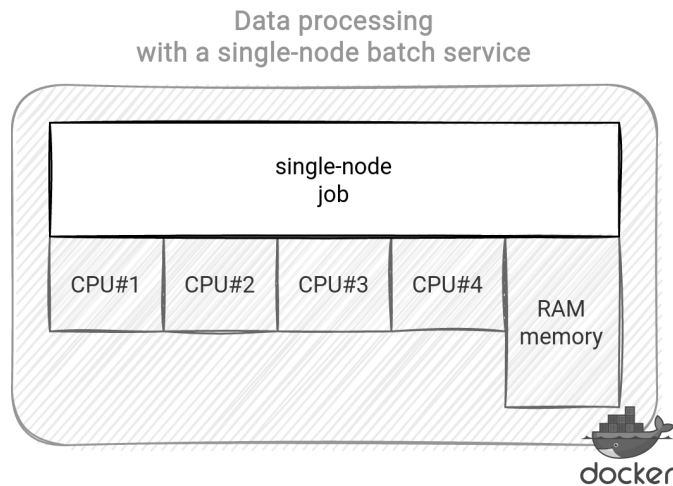 Data processing
with a single-node batch service
single-node
job
CPU#1
CPU#2
CPU#3
CPU#4
RAM
memory
docker